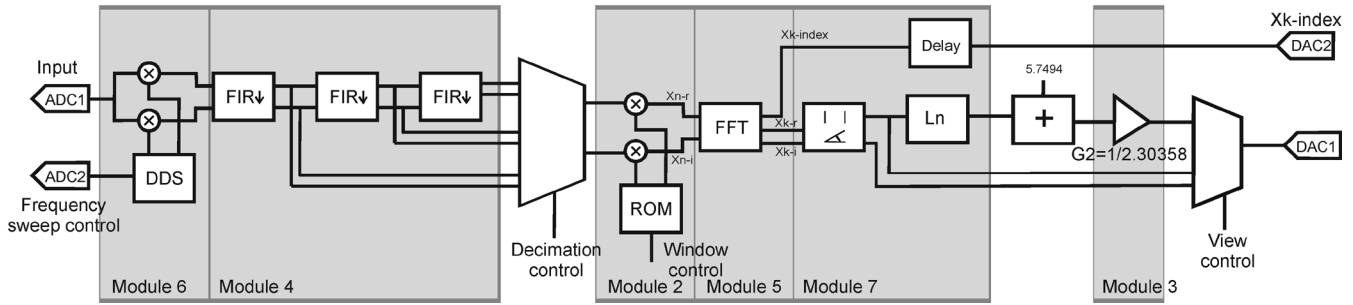 Xk-index
Input
ADC1
ADC2
Frequency
sweep control
DDS
Module 6
FIR↓
FIR↓
FIR↓
Module 4
Decimation
control
Xn-r
Xn-i
ROM
Window
control
Module 2
FFT
Module 5
Xk-index
Xk-r
Xk-i
| |
Delay
Ln
Module 7
5.7494
+
G2=1/2.30358
Module 3
View
control
DAC2
DAC1